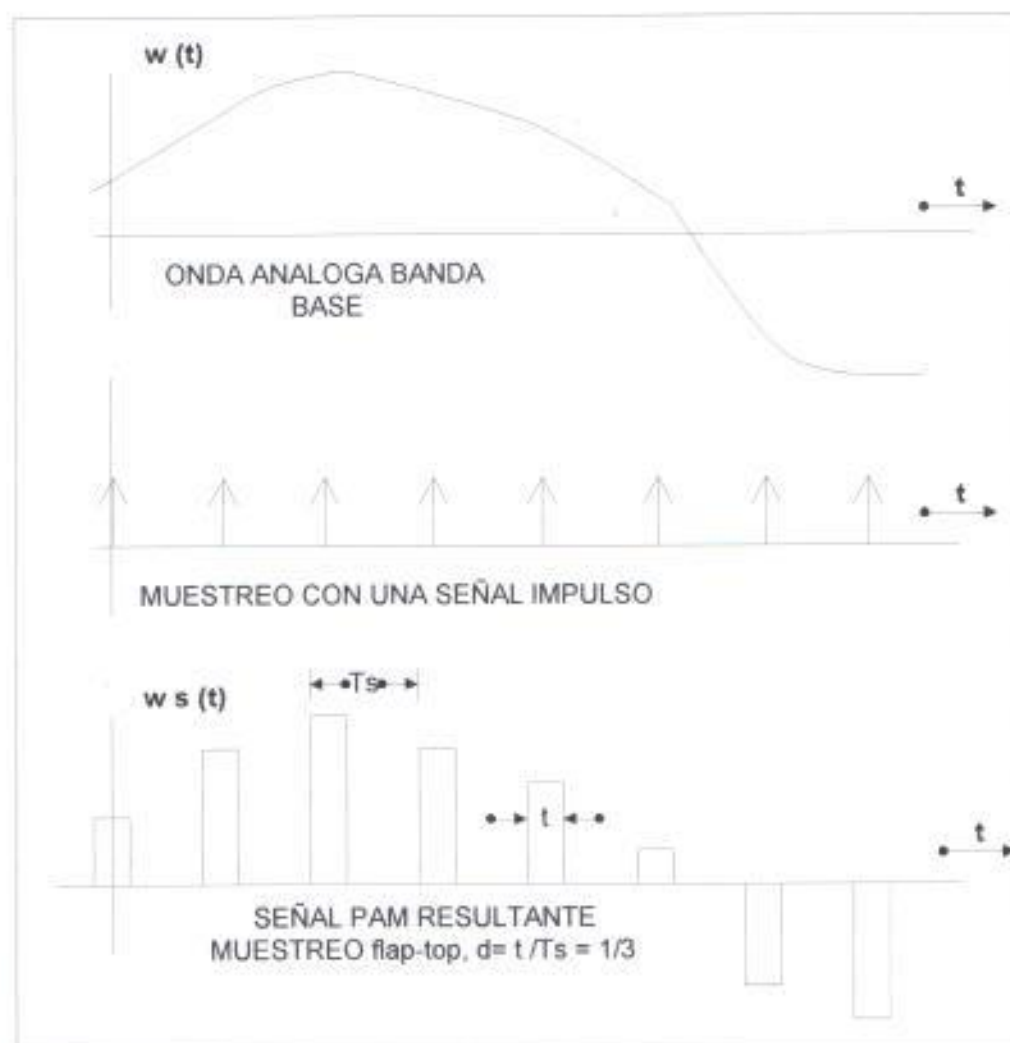 w (t)
t
ONDA ANALOGA BANDA
BASE
t
MUESTREO CON UNA SEÑAL IMPULSO
Ts
w s (t)
t
t
SEÑAL PAM RESULTANTE
MUESTREO flap-top, d= t /Ts = 1/3